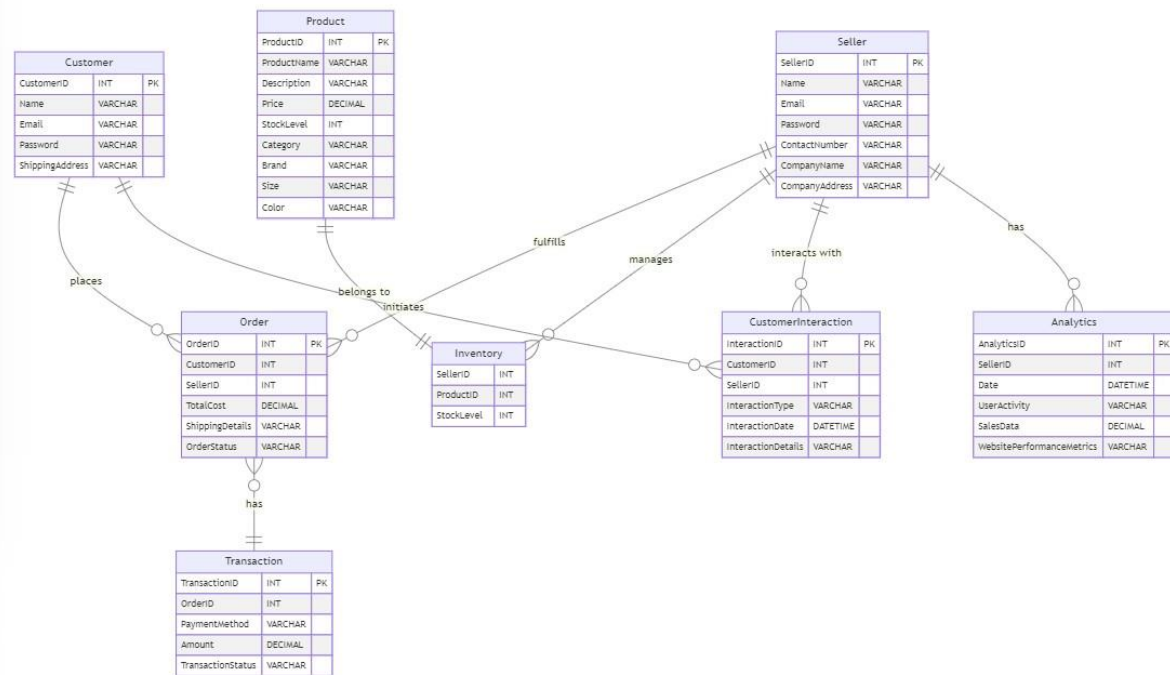 Product
ProductID INT PK
ProductName VARCHAR
Description VARCHAR
Price DECIMAL
StockLevel INT
Category VARCHAR
Brand VARCHAR
Size VARCHAR
Color VARCHAR
Seller
SellerID INT PK
Name VARCHAR
Email VARCHAR
Password VARCHAR
ContactNumber VARCHAR
CompanyName VARCHAR
CompanyAddress VARCHAR
Customer
CustomerID INT PK
Name VARCHAR
Email VARCHAR
Password VARCHAR
ShippingAddress VARCHAR
places
belongs to
initiates
fulfills
manages
interacts with
has
Order
OrderID INT PK
CustomerID INT
SellerID INT
TotalCost DECIMAL
ShippingDetails VARCHAR
OrderStatus VARCHAR
Inventory
SellerID INT
ProductID INT
StockLevel INT
CustomerInteraction
InteractionID INT PK
CustomerID INT
SellerID INT
InteractionType VARCHAR
InteractionDate DATETIME
InteractionDetails VARCHAR
Analytics
AnalyticsID INT PK
SellerID INT
Date DATETIME
UserActivity VARCHAR
SalesData DECIMAL
WebsitePerformanceMetrics VARCHAR
has
Transaction
TransactionID INT PK
OrderID INT
PaymentMethod VARCHAR
Amount DECIMAL
TransactionStatus VARCHAR